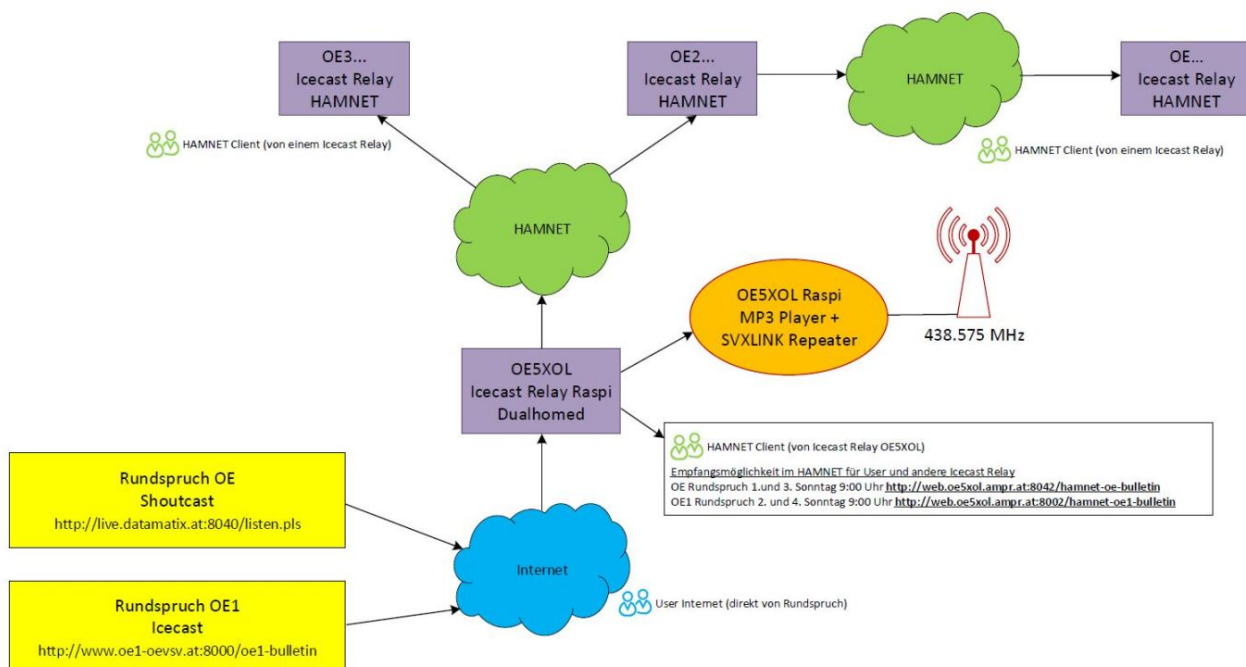 OE3...
Icecast Relay
HAMNET
OE2...
Icecast Relay
HAMNET
HAMNET
OE...
Icecast Relay
HAMNET
HAMNET Client (von einem Icecast Relay)
HAMNET Client (von einem Icecast Relay)
HAMNET
OE5XOL Raspi
MP3 Player +
SVXLINK Repeater
438.575 MHz
OE5XOL
Icecast Relay Raspi
Dualhomed
HAMNET Client (von Icecast Relay OE5XOL)
Empfangsmöglichkeit im HAMNET für User und andere Icecast Relay
OE Rundspruch 1.und 3. Sonntag 9:00 Uhr http://web.oe5xol.ampr.at:8042/hamnet-oe-bulletin
OE1 Rundspruch 2. und 4. Sonntag 9:00 Uhr http://web.oe5xol.ampr.at:8002/hamnet-oe1-bulletin
Rundspruch OE
Shoutcast
http://live.datamatix.at:8040/listen.pls
Internet
Rundspruch OE1
Icecast
http://www.oe1-oevsv.at:8000/oe1-bulletin
User Internet (direkt von Rundspruch)